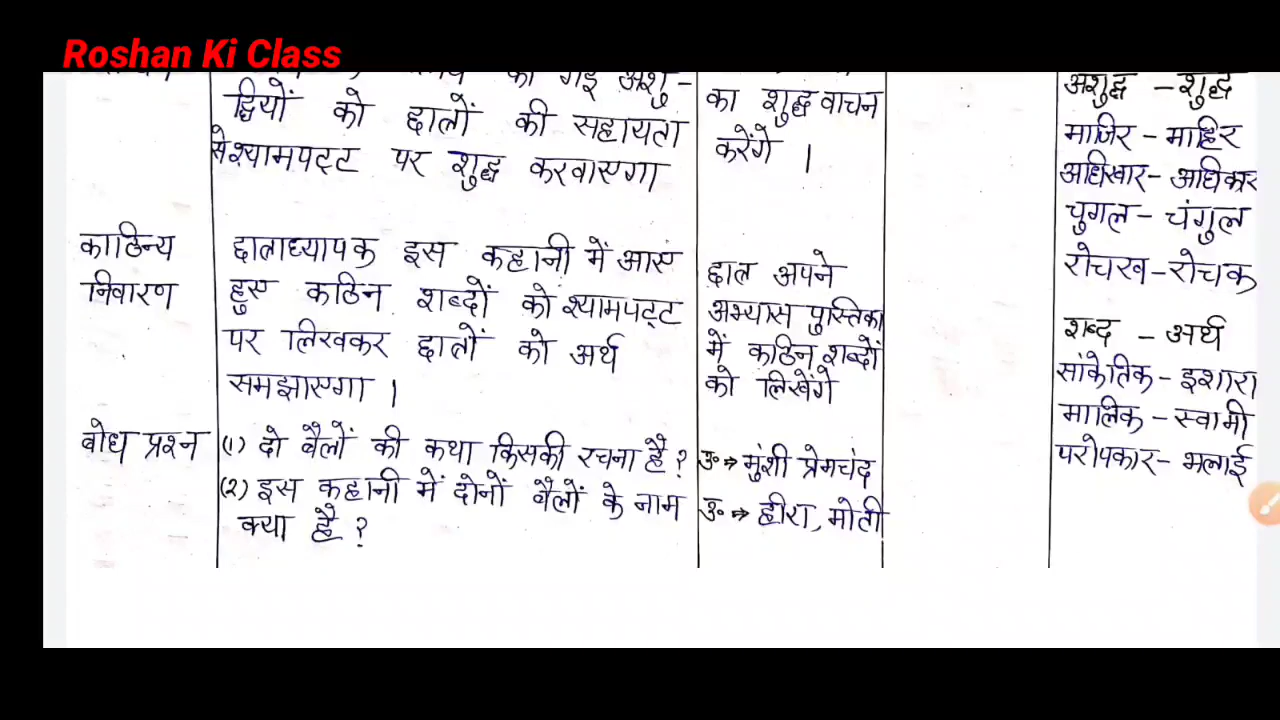 Roshan Ki Class
द्धियों को छात्रों की सहायता
से श्यामपट्ट पर शुद्ध करवाएगा
का शुद्ध वाचन
करेंगे ।
अशुद्ध - शुद्ध
माजिर - माहिर
अधिखार - अधिकार
चुगल - चंगुल
रोचख - रोचक
काठिन्य
निवारण
छात्राध्यापक इस कहानी में आए
हुए कठिन शब्दों को श्यामपट्ट
पर लिखकर छात्रों को अर्थ
समझाएगा ।
छात्र अपने
अभ्यास पुस्तिका
में कठिन शब्दों
को लिखेंगे
शब्द - अर्थ
सांकेतिक - इशारा
मालिक - स्वामी
परोपकार - भलाई
बोध प्रश्न
(१) दो बैलों की कथा किसकी रचना है ?
(२) इस कहानी में दोनों बैलों के नाम
क्या है ?
उ॰ ⇒ मुंशी प्रेमचंद
उ॰ ⇒ हीरा, मोती